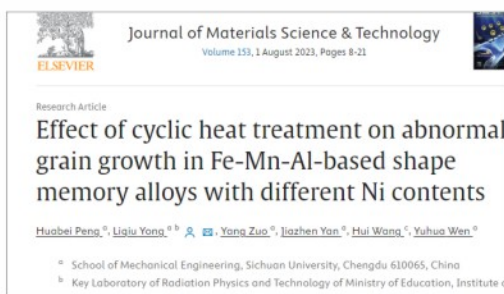 Journal of Materials Science & Technology
Volume 153, 1 August 2023, Pages 8-21
ELSEVIER
Research Article
Effect of cyclic heat treatment on abnormal
grain growth in Fe-Mn-Al-based shape
memory alloys with different Ni contents
Huabei Peng a, Liqiu Yong a b, Yong Zuo a, Jiazhen Yan a, Hui Wang c, Yuhua Wen a
a School of Mechanical Engineering, Sichuan University, Chengdu 610065, China
b Key Laboratory of Radiation Physics and Technology of Ministry of Education, Institute